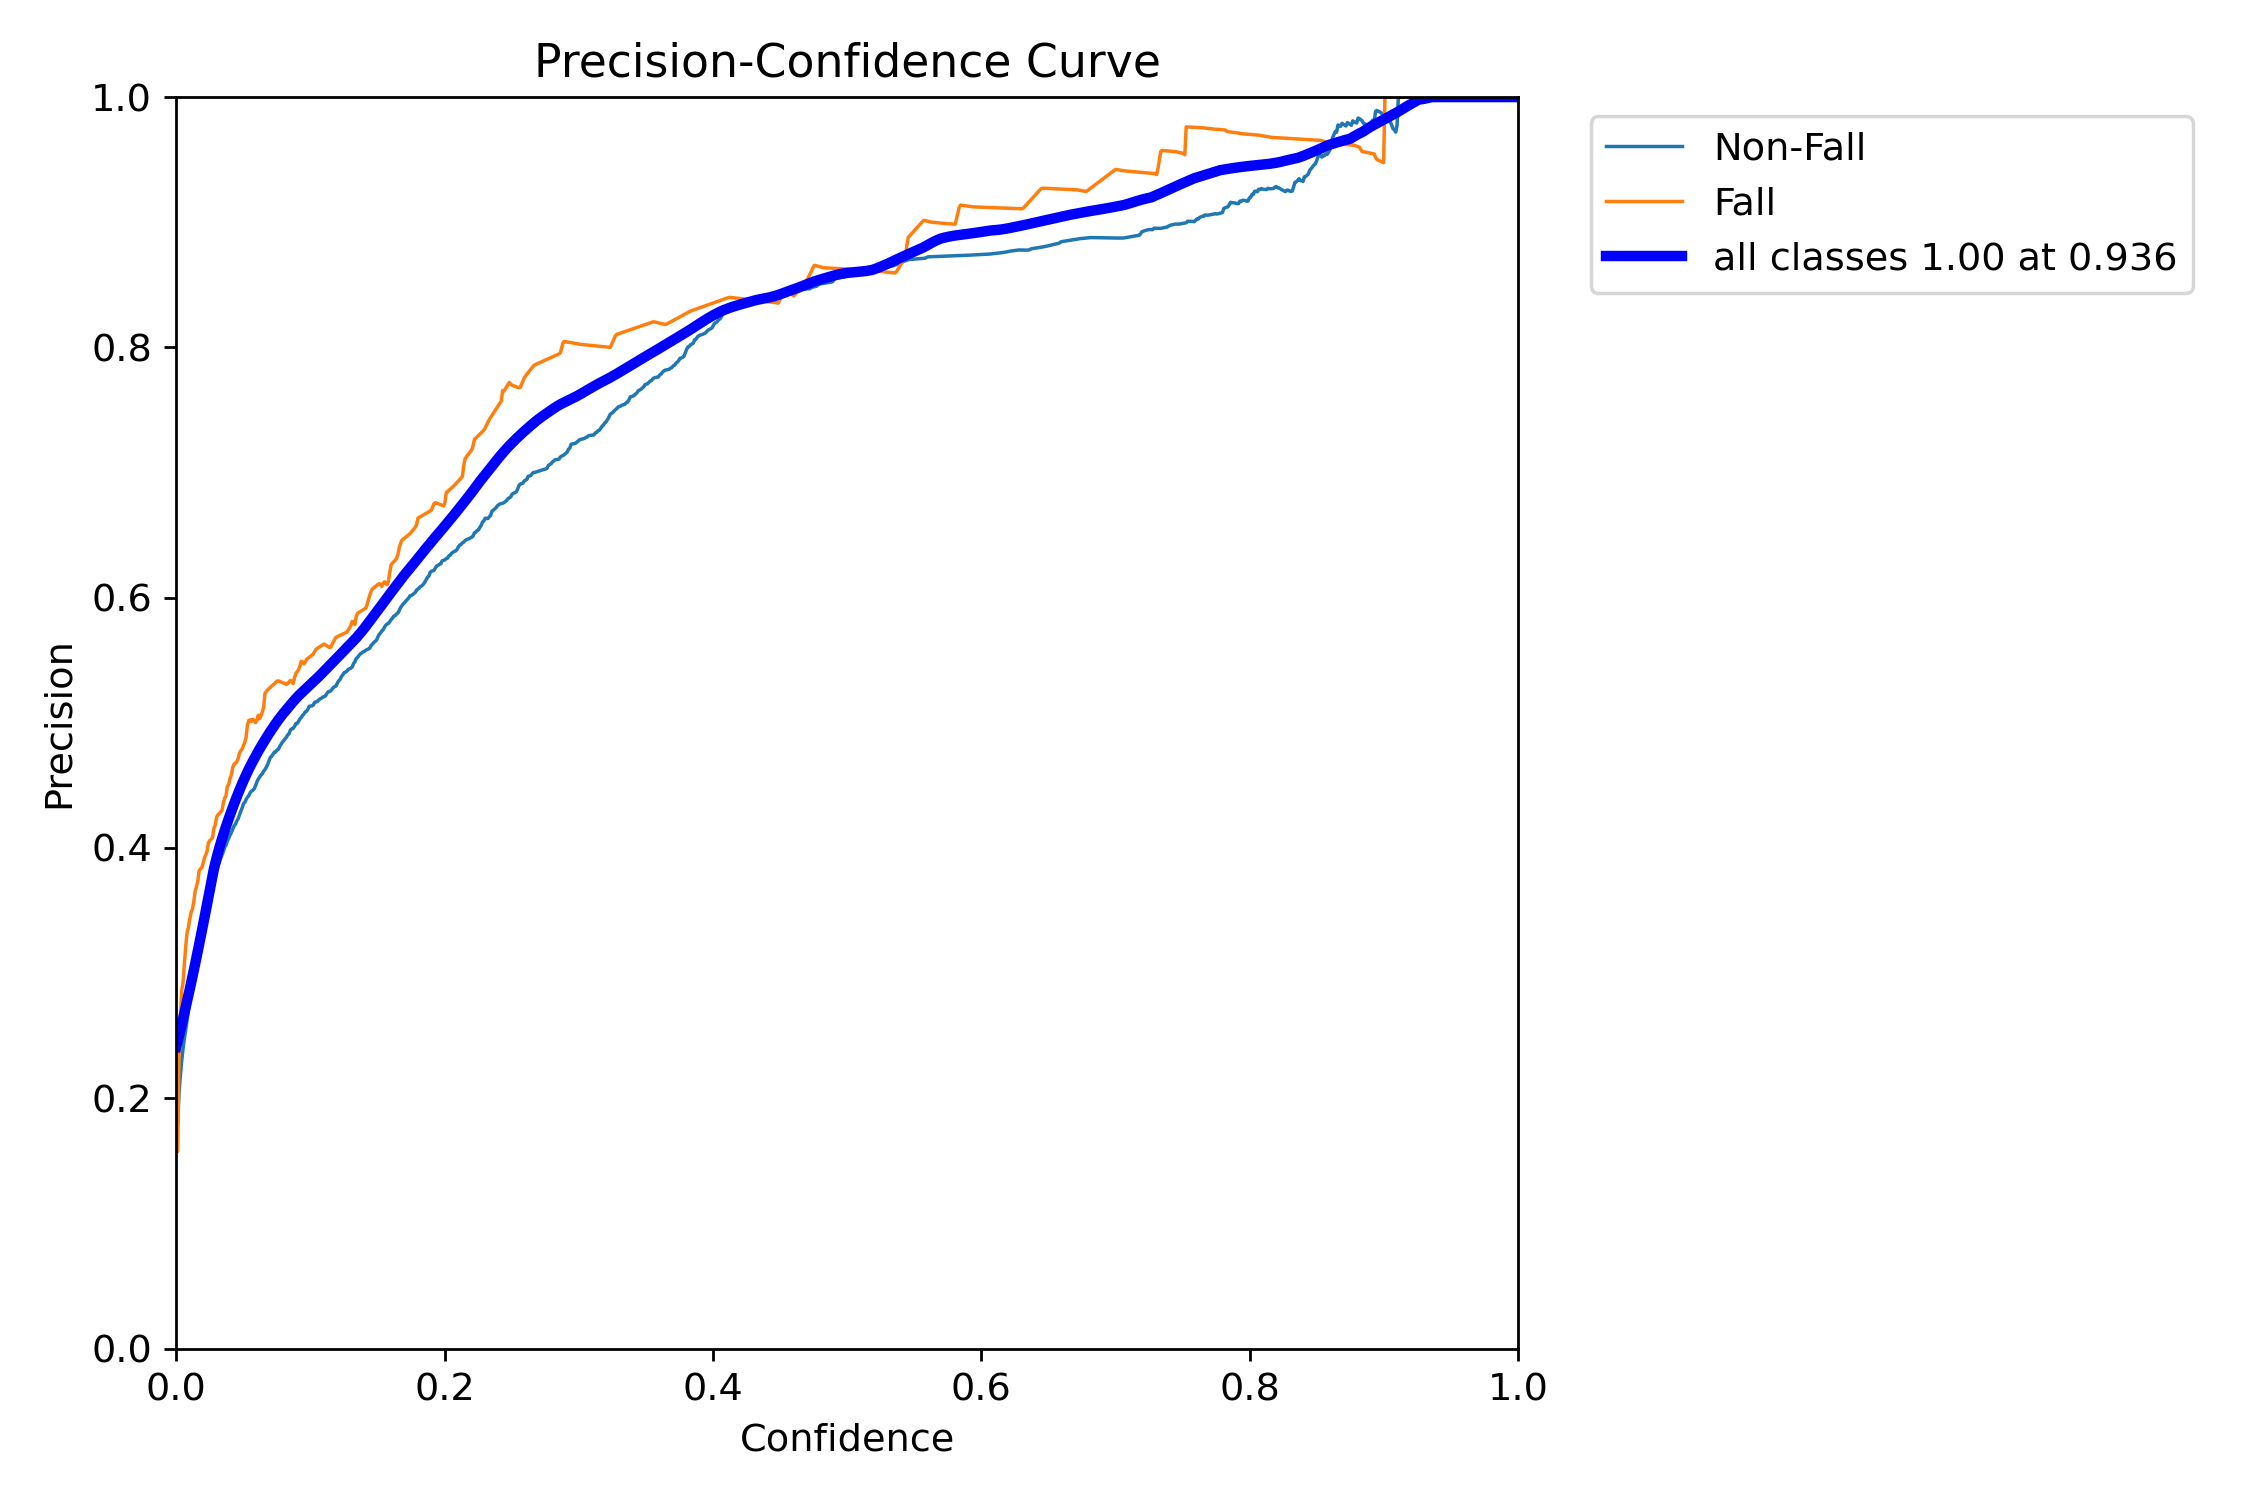 Precision-Confidence Curve
1.0
0.8
0.6
0.4
0.2
0.0
Precision
0.0 0.2 0.4 0.6 0.8 1.0
Confidence
Non-Fall
Fall
all classes 1.00 at 0.936